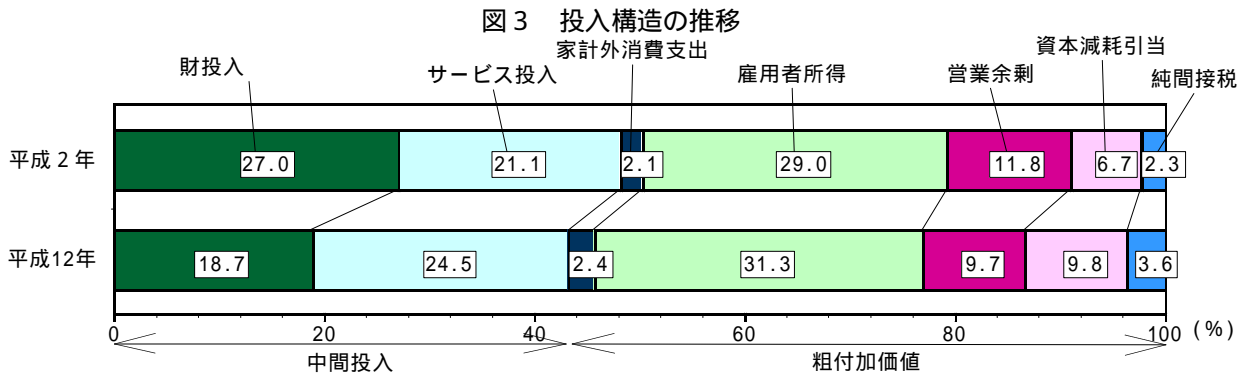 図3 投入構造の推移
財投入
サービス投入
家計外消費支出
雇用者所得
営業余剰
資本減耗引当
純間接税
平成2年
27.0
21.1
2.1
29.0
11.8
6.7
2.3
平成12年
18.7
24.5
2.4
31.3
9.7
9.8
3.6
0
20
40
60
80
100
(%)
中間投入
粗付加価値